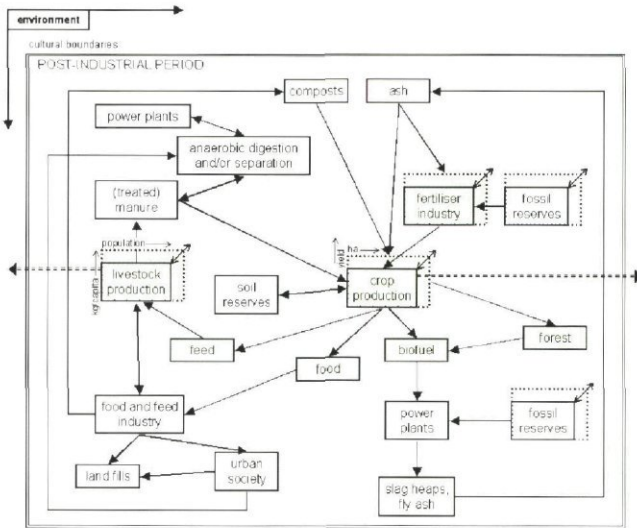 environment
cultural boundaries
POST-INDUSTRIAL PERIOD
composts
ash
power plants
anaerobic digestion
and/or separation
(treated)
manure
fertiliser
industry
fossil
reserves
population
yield
ha
kg/capita
livestock
production
soil
reserves
crop
production
feed
food
biofuel
forest
food and feed
industry
power
plants
fossil
reserves
land fills
urban
society
slag heaps,
fly ash